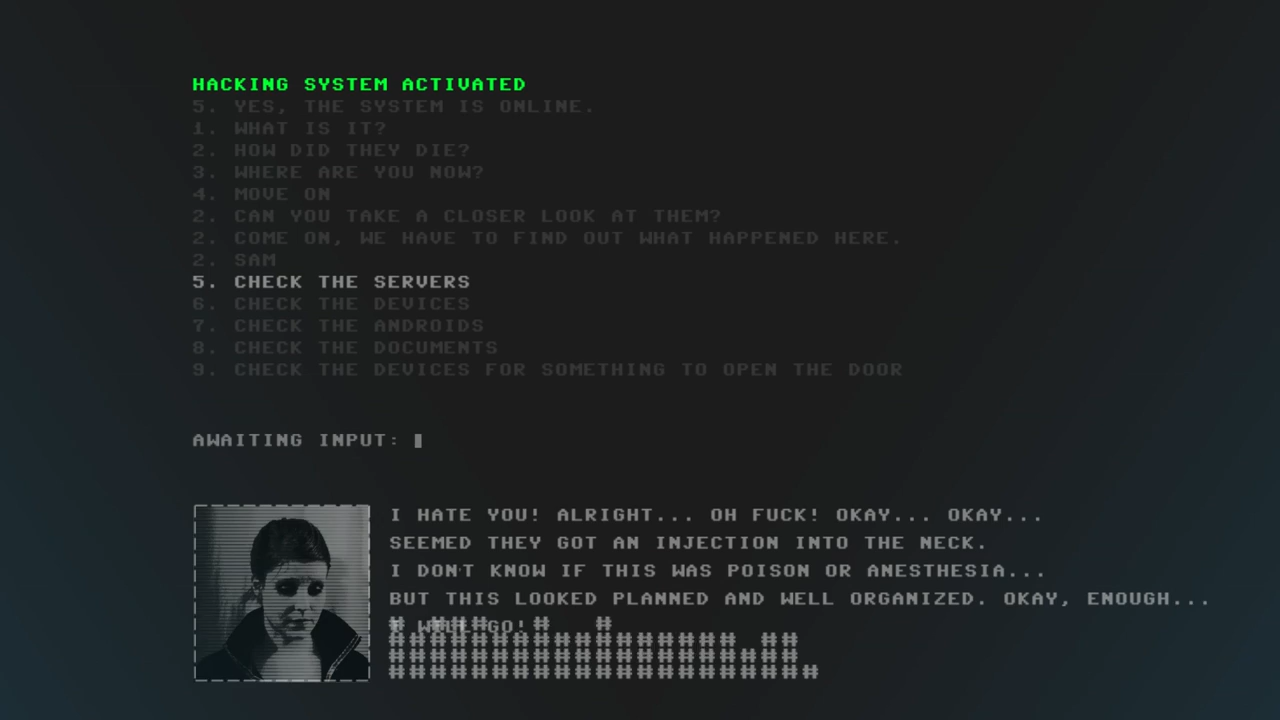 HACKING SYSTEM ACTIVATED
5. YES, THE SYSTEM IS ONLINE.
1. WHAT IS IT?
2. HOW DID THEY DIE?
3. WHERE ARE YOU NOW?
4. MOVE ON
2. CAN YOU TAKE A CLOSER LOOK AT THEM?
2. COME ON, WE HAVE TO FIND OUT WHAT HAPPENED HERE.
2. SAM
5. CHECK THE SERVERS
6. CHECK THE DEVICES
7. CHECK THE ANDROIDS
8. CHECK THE DOCUMENTS
9. CHECK THE DEVICES FOR SOMETHING TO OPEN THE DOOR
AWAITING INPUT:
I HATE YOU! ALRIGHT... OH FUCK! OKAY... OKAY...
SEEMED THEY GOT AN INJECTION INTO THE NECK.
I DON'T KNOW IF THIS WAS POISON OR ANESTHESIA...
BUT THIS LOOKED PLANNED AND WELL ORGANIZED. OKAY, ENOUGH...
GO!